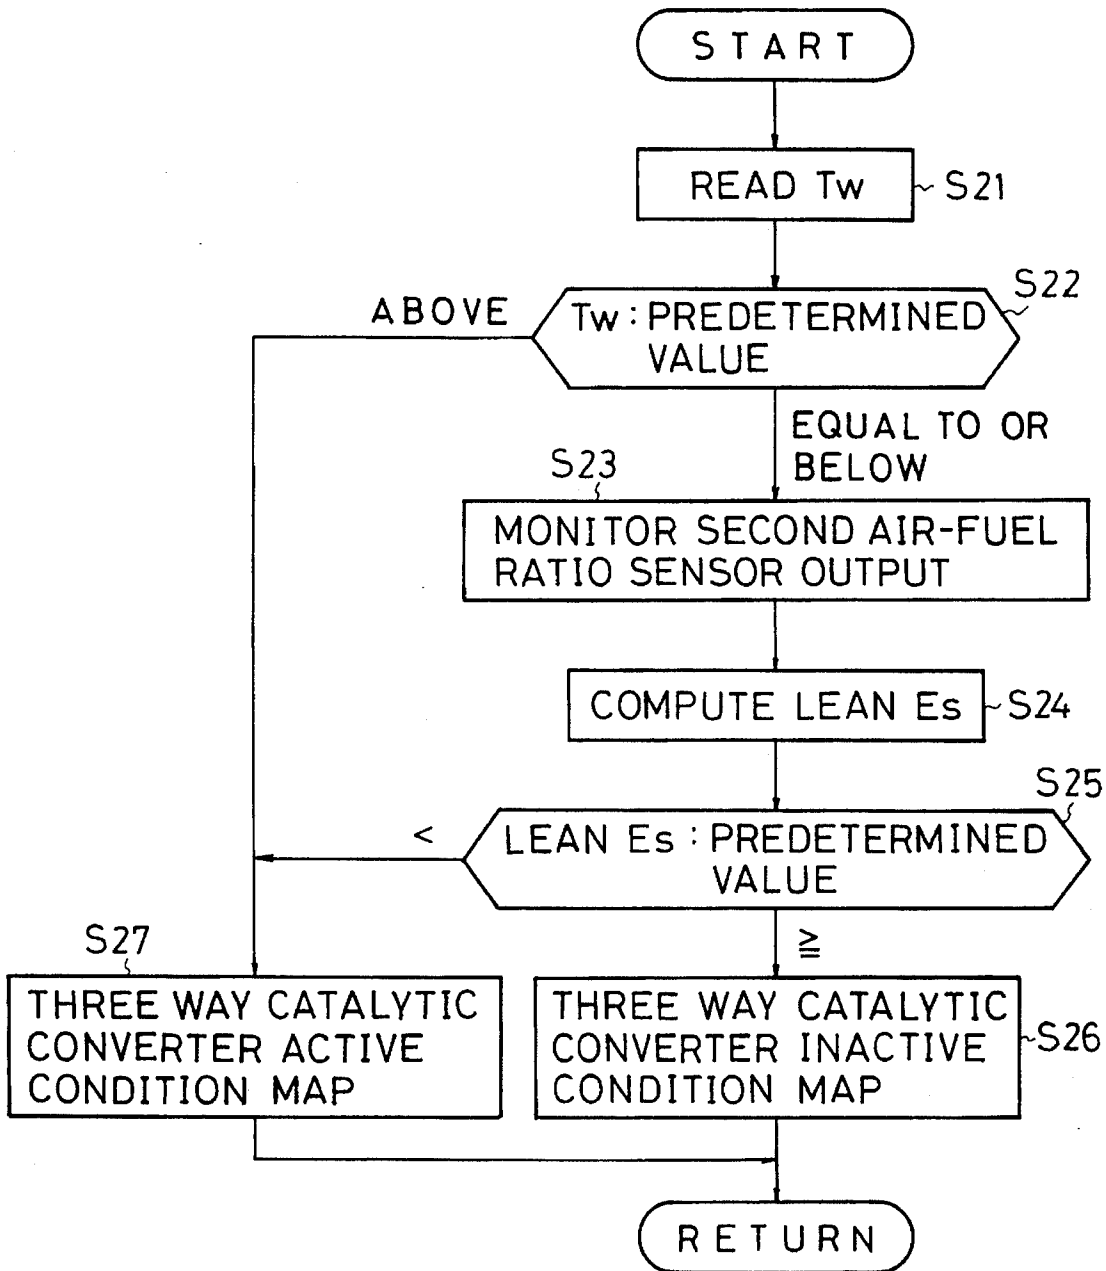 START
READ Tw
S21
S22
Tw : PREDETERMINED
VALUE
ABOVE
EQUAL TO OR
BELOW
S23
MONITOR SECOND AIR-FUEL
RATIO SENSOR OUTPUT
COMPUTE LEAN Es
S24
S25
LEAN Es : PREDETERMINED
VALUE
<
≧
S27
THREE WAY CATALYTIC
CONVERTER ACTIVE
CONDITION MAP
THREE WAY CATALYTIC
CONVERTER INACTIVE
CONDITION MAP
S26
RETURN